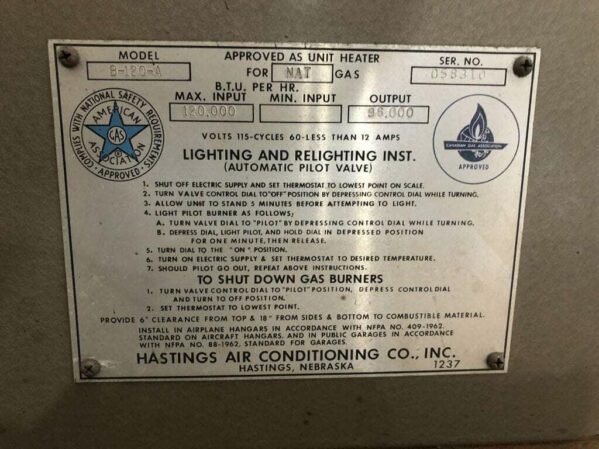 MODEL
B-120-A
APPROVED AS UNIT HEATER
FOR NAT GAS
SER. NO.
058310
B.T.U. PER HR.
MAX. INPUT MIN. INPUT OUTPUT
120,000 96,000
VOLTS 115-CYCLES 60-LESS THAN 12 AMPS
COMPLIES WITH NATIONAL SAFETY REQUIREMENTS
AMERICAN
GAS
ASSOCIATION
· APPROVED ·
CANADIAN GAS ASSOCIATION
APPROVED
LIGHTING AND RELIGHTING INST.
(AUTOMATIC PILOT VALVE)
1. SHUT OFF ELECTRIC SUPPLY AND SET THERMOSTAT TO LOWEST POINT ON SCALE.
2. TURN VALVE CONTROL DIAL TO "OFF" POSITION BY DEPRESSING CONTROL DIAL WHILE TURNING.
3. ALLOW UNIT TO STAND 5 MINUTES BEFORE ATTEMPTING TO LIGHT.
4. LIGHT PILOT BURNER AS FOLLOWS;
A. TURN VALVE DIAL TO "PILOT" BY DEPRESSING CONTROL DIAL WHILE TURNING.
B. DEPRESS DIAL, LIGHT PILOT, AND HOLD DIAL IN DEPRESSED POSITION
FOR ONE MINUTE, THEN RELEASE.
5. TURN DIAL TO THE "ON" POSITION.
6. TURN ON ELECTRIC SUPPLY & SET THERMOSTAT TO DESIRED TEMPERATURE.
7. SHOULD PILOT GO OUT, REPEAT ABOVE INSTRUCTIONS.
TO SHUT DOWN GAS BURNERS
1. TURN VALVE CONTROL DIAL TO "PILOT" POSITION, DEPRESS CONTROL DIAL
AND TURN TO OFF POSITION.
2. SET THERMOSTAT TO LOWEST POINT.
PROVIDE 6" CLEARANCE FROM TOP & 18" FROM SIDES & BOTTOM TO COMBUSTIBLE MATERIAL.
INSTALL IN AIRPLANE HANGARS IN ACCORDANCE WITH NFPA NO. 409-1962,
STANDARD ON AIRCRAFT HANGARS, AND IN PUBLIC GARAGES IN ACCORDANCE
WITH NFPA NO. 88-1962, STANDARD FOR GARAGES.
HASTINGS AIR CONDITIONING CO., INC.
HASTINGS, NEBRASKA 1237